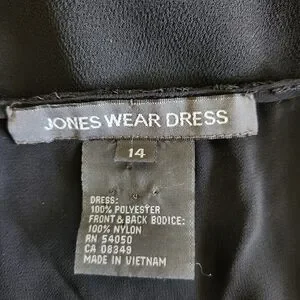 JONES WEAR DRESS
14
DRESS:
100% POLYESTER
FRONT & BACK BODICE:
100% NYLON
RN 54050
CA 08349
MADE IN VIETNAM